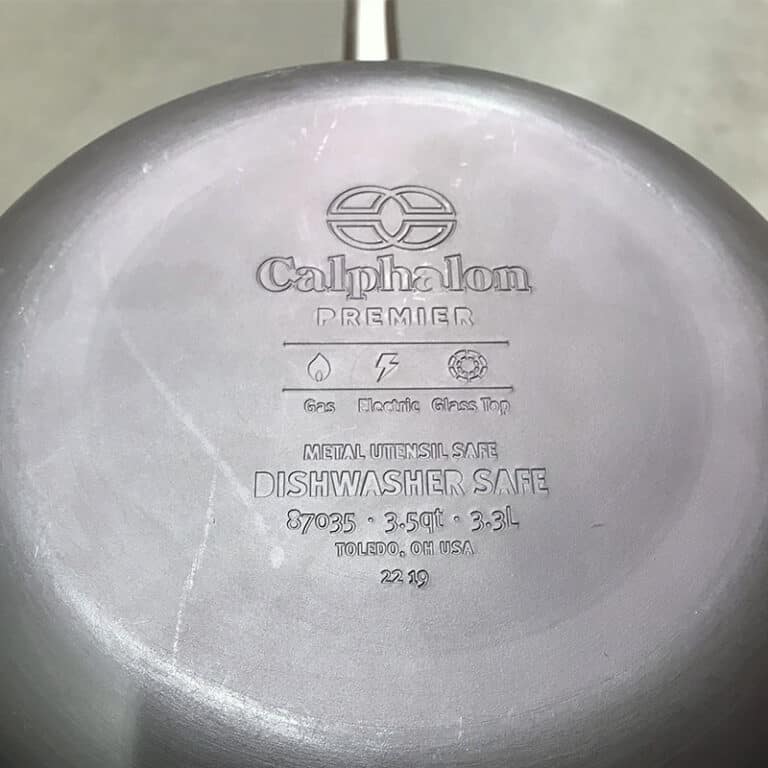 Calphalon
PREMIER
Gas Electric Glass Top
METAL UTENSIL SAFE
DISHWASHER SAFE
87035 · 3.5qt · 3.3L
TOLEDO, OH USA
22 19